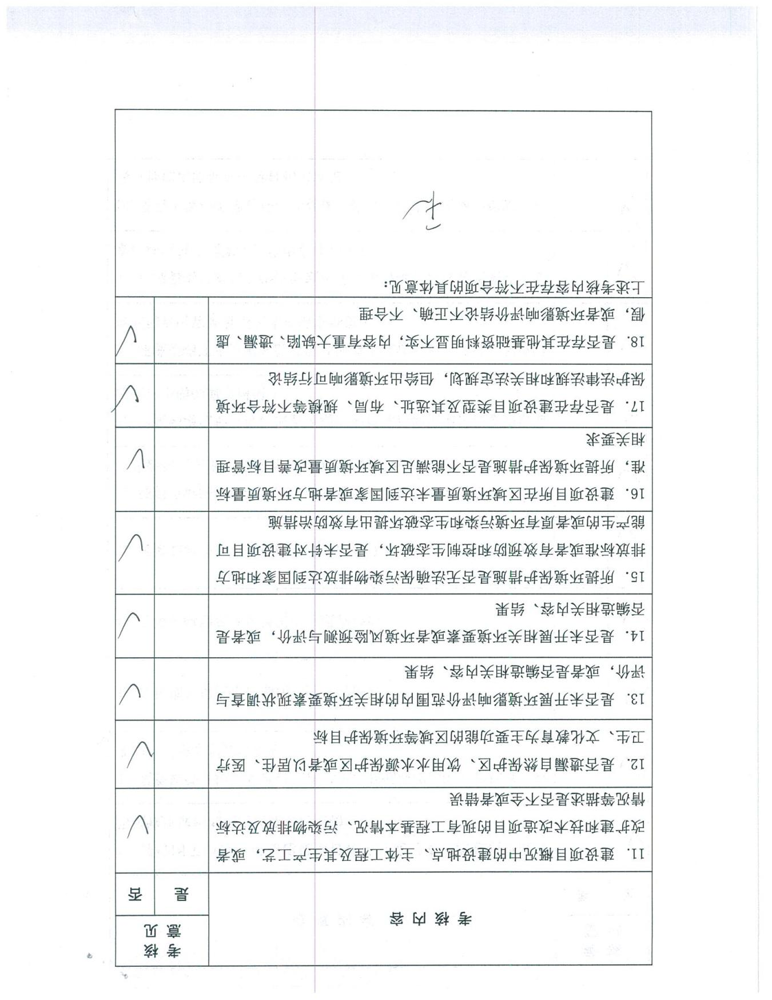 考核内容
考核
意见
是
否
11. 建设项目概况中的建设地点、主体工程及其生产工艺，或者
改扩建和技术改造项目的现有工程基本情况、污染物排放及达标
情况等描述是否不全或者错误
√
12. 是否遗漏自然保护区、饮用水水源保护区或者以居住、医疗
卫生、文化教育为主要功能的区域等环境保护目标
√
13. 是否未开展环境影响评价范围内的相关环境要素现状调查与
评价，或者是否编造相关内容、结果
√
14. 是否未开展相关环境要素或者环境风险预测与评价，或者是
否编造相关内容、结果
√
15. 所提环境保护措施是否无法确保污染物排放达到国家和地方
排放标准或者有效预防和控制生态破坏，是否未针对建设项目可
能产生的或者原有环境污染和生态破坏提出有效防治措施
√
16. 建设项目所在区域环境质量未达到国家或者地方环境质量标
准，所提环境保护措施是否不能满足区域环境质量改善目标管理
相关要求
√
17. 是否存在建设项目类型及其选址、布局、规模等不符合环境
保护法律法规和相关法定规划，但给出环境影响可行结论
√
18. 是否存在其他基础资料明显不实，内容有重大缺陷、遗漏、虚
假，或者环境影响评价结论不正确、不合理
√
上述考核内容存在不符合项的具体意见：
无